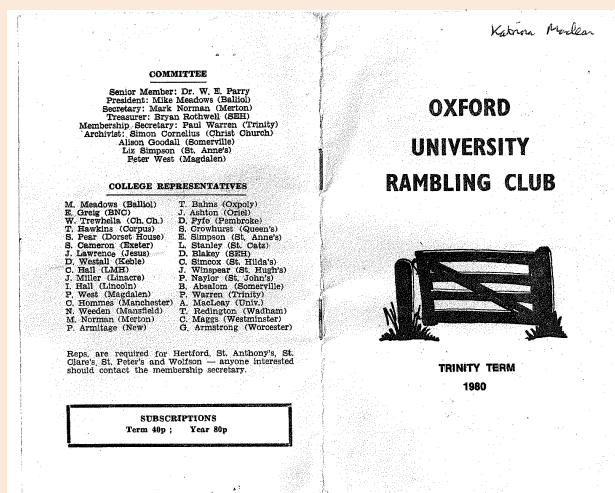 COMMITTEE
Senior Member: Dr. W. E. Parry
President: Mike Meadows (Balliol)
Secretary: Mark Norman (Merton)
Treasurer: Bryan Rothwell (SEH)
Membership Secretary: Paul Warren (Trinity)
Archivist: Simon Cornelius (Christ Church)
Alison Goodall (Somerville)
Liz Simpson (St. Anne's)
Peter West (Magdalen)
COLLEGE REPRESENTATIVES
M. Meadows (Balliol)
E. Greig (BNC)
W. Trewhella (Ch. Ch.)
T. Hawkins (Corpus)
S. Pear (Dorset House)
S. Cameron (Exeter)
J. Lawrence (Jesus)
D. Westall (Keble)
C. Hall (LMH)
J. Miller (Linacre)
I. Hall (Lincoln)
P. West (Magdalen)
C. Hommes (Manchester)
N. Weeden (Mansfield)
M. Norman (Merton)
P. Armitage (New)
T. Bahns (Oxpoly)
J. Ashton (Oriel)
D. Fyfe (Pembroke)
S. Crowhurst (Queen's)
E. Simpson (St. Anne's)
L. Stanley (St. Cats)
D. Blakey (SEH)
C. Simcox (St. Hilda's)
J. Winspear (St. Hugh's)
P. Naylor (St. John's)
B. Absalom (Somerville)
P. Warren (Trinity)
A. MacLeay (Univ.)
T. Redington (Wadham)
C. Maggs (Westminster)
G. Armstrong (Worcester)
Reps. are required for Hertford, St. Anthony's, St.
Clare's, St. Peter's and Wolfson — anyone interested
should contact the membership secretary.
SUBSCRIPTIONS
Term 40p ; Year 80p
Katrina
OXFORD
UNIVERSITY
RAMBLING CLUB
TRINITY TERM
1980